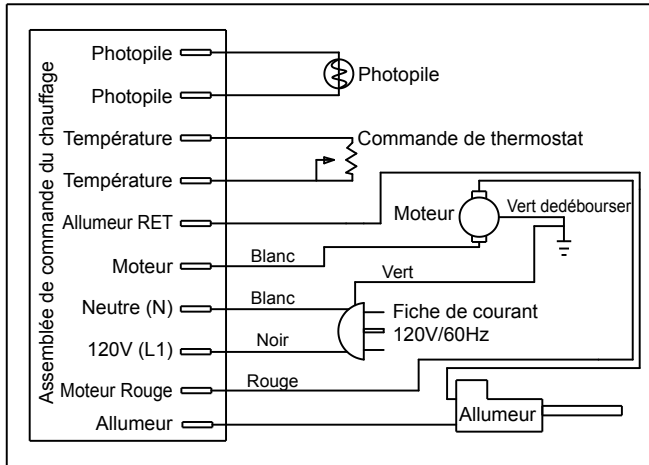 Assemblée de commande du chauffage
Photopile
Photopile
Photopile
Température
Commande de thermostat
Température
Allumeur RET
Moteur
Vert dedébourser
Moteur
Blanc
Vert
Neutre (N)
Blanc
Fiche de courant
120V/60Hz
120V (L1)
Noir
Moteur Rouge
Rouge
Allumeur
Allumeur